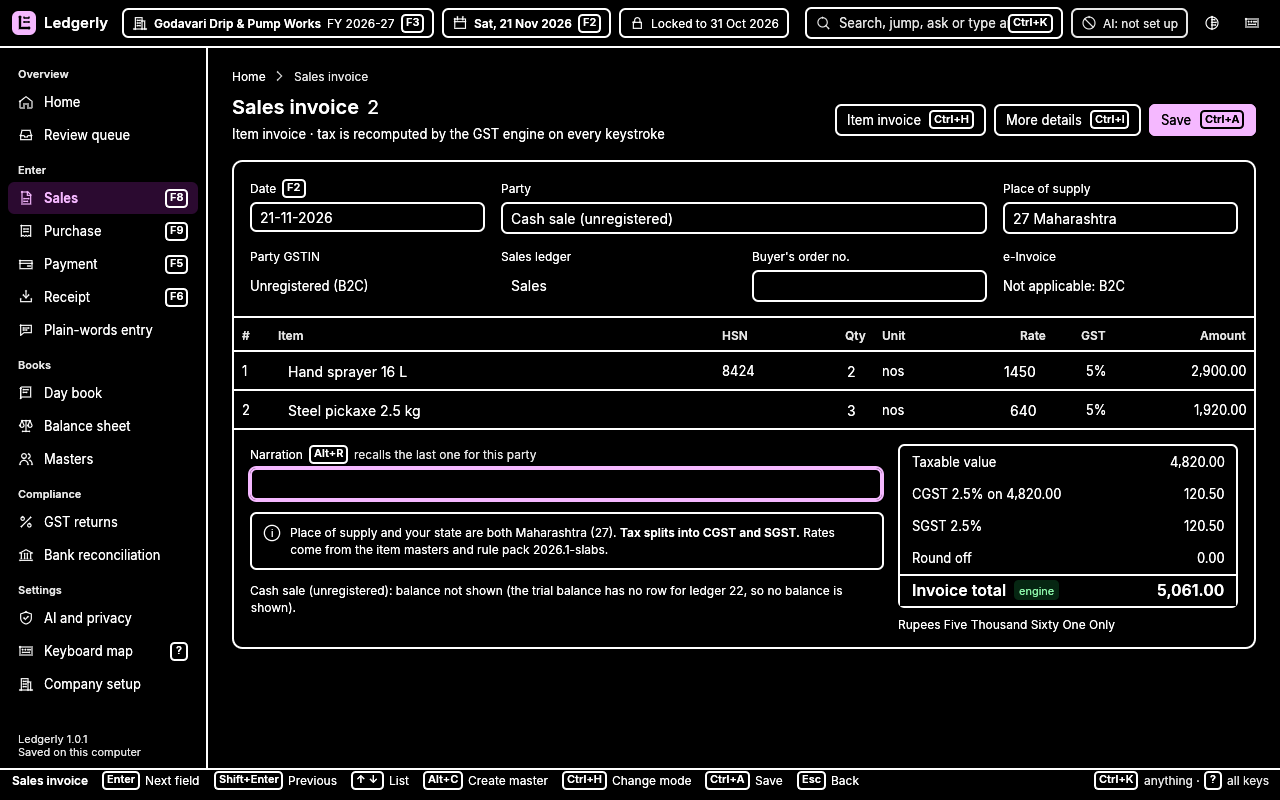 Ledgerly
Godavari Drip & Pump Works FY 2026-27 F3
Sat, 21 Nov 2026 F2
Locked to 31 Oct 2026
Search, jump, ask or type a Ctrl+K
AI: not set up
Overview
Home
Review queue
Enter
Sales F8
Purchase F9
Payment F5
Receipt F6
Plain-words entry
Books
Day book
Balance sheet
Masters
Compliance
GST returns
Bank reconciliation
Settings
AI and privacy
Keyboard map ?
Company setup
Ledgerly 1.0.1
Saved on this computer
Home Sales invoice
Sales invoice 2
Item invoice · tax is recomputed by the GST engine on every keystroke
Item invoice Ctrl+H
More details Ctrl+I
Save Ctrl+A
Date F2 Party Place of supply
21-11-2026 Cash sale (unregistered) 27 Maharashtra
Party GSTIN Sales ledger Buyer's order no. e-Invoice
Unregistered (B2C) Sales Not applicable: B2C
# Item HSN Qty Unit Rate GST Amount
1 Hand sprayer 16 L 8424 2 nos 1450 5% 2,900.00
2 Steel pickaxe 2.5 kg 3 nos 640 5% 1,920.00
Narration Alt+R recalls the last one for this party
Place of supply and your state are both Maharashtra (27). Tax splits into CGST and SGST. Rates
come from the item masters and rule pack 2026.1-slabs.
Cash sale (unregistered): balance not shown (the trial balance has no row for ledger 22, so no balance is
shown).
Taxable value 4,820.00
CGST 2.5% on 4,820.00 120.50
SGST 2.5% 120.50
Round off 0.00
Invoice total engine 5,061.00
Rupees Five Thousand Sixty One Only
Sales invoice Enter Next field Shift+Enter Previous ↑ ↓ List Alt+C Create master Ctrl+H Change mode Ctrl+A Save Esc Back Ctrl+K anything · ? all keys